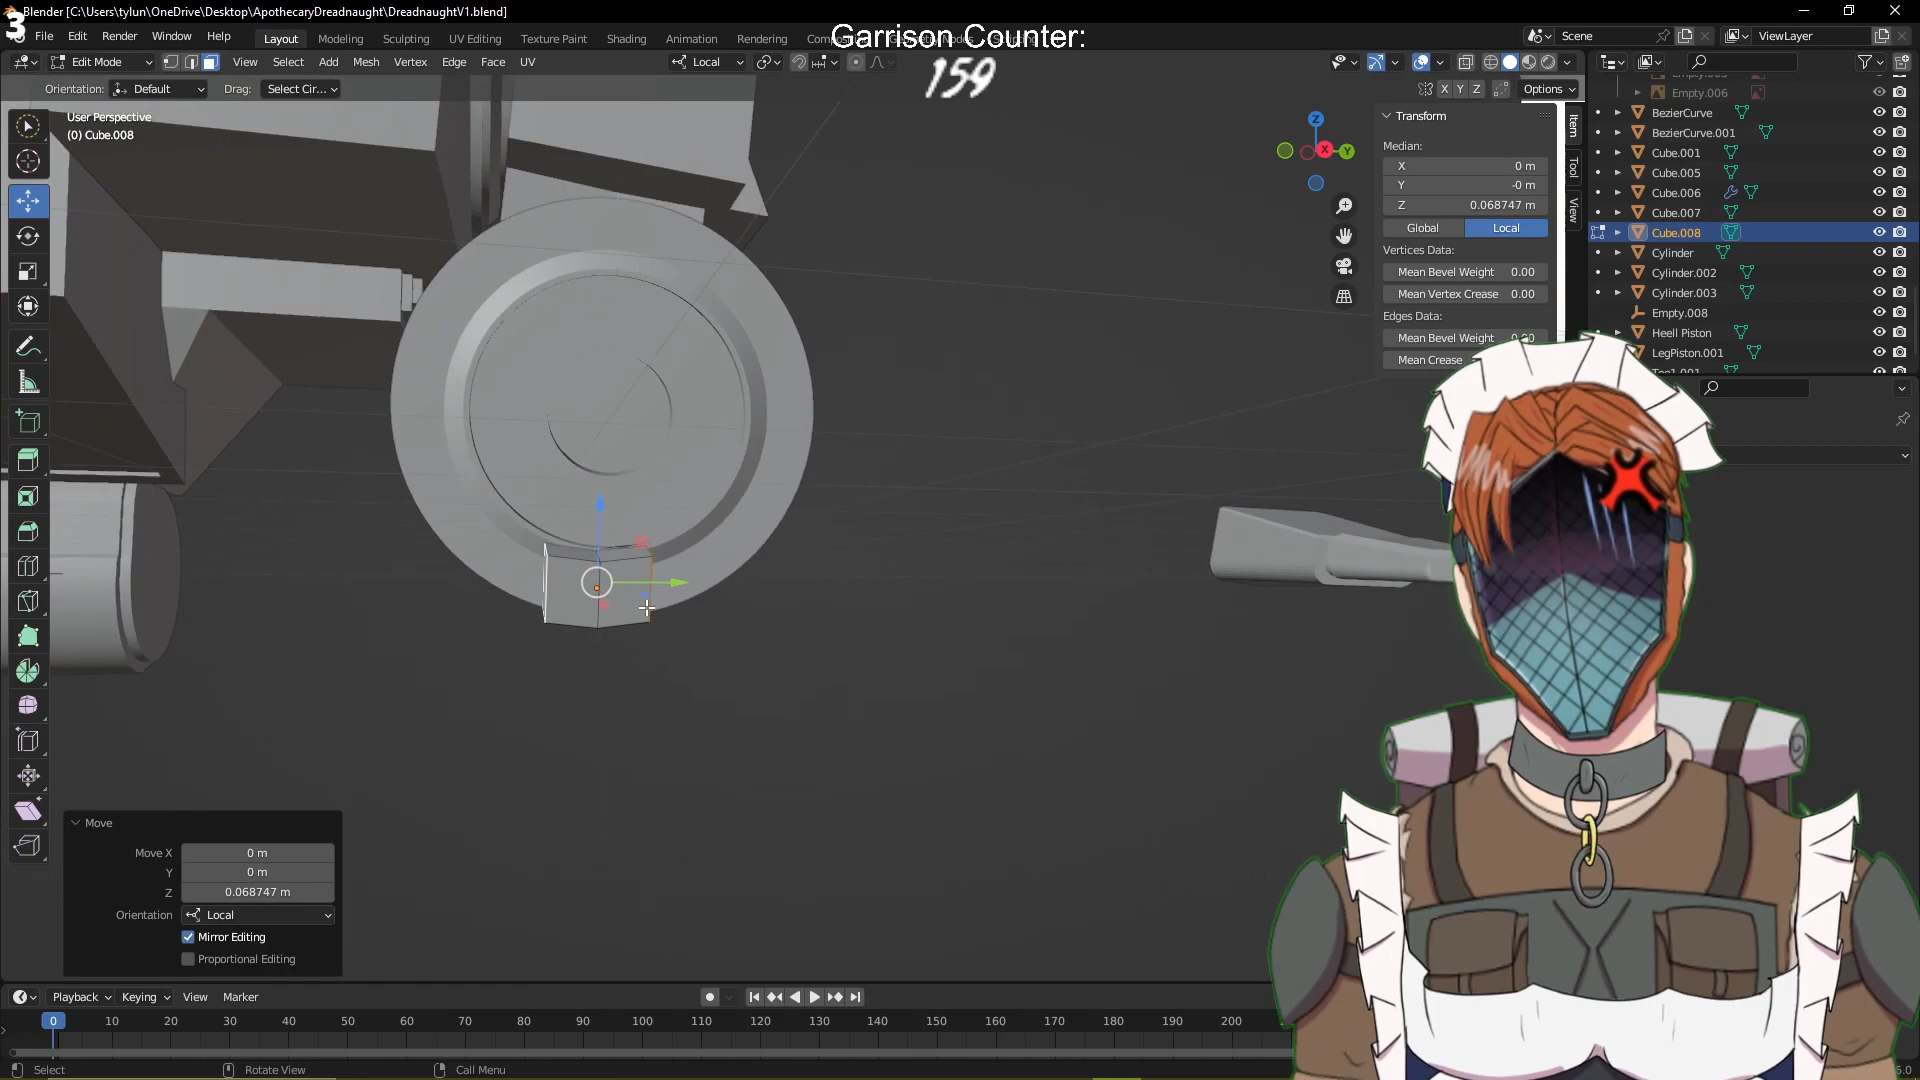 Blender [C:\Users\tylun\OneDrive\Desktop\ApothecaryDreadnaught\DreadnaughtV1.blend]
3
File Edit Render Window Help
Layout Modeling Sculpting UV Editing Texture Paint Shading Animation Rendering
Scene ViewLayer
Garrison Counter:
159
Edit Mode View Select Add Mesh Vertex Edge Face UV Local
Orientation: Default Drag: Select Cir... X Y Z Options
User Perspective
(0) Cube.008
Z
X
Y
Transform
Median:
X 0 m
Y -0 m
Z 0.068747 m
Global Local
Vertices Data:
Mean Bevel Weight 0.00
Mean Vertex Crease 0.00
Edges Data:
Mean Bevel Weight 0.00
Mean Crease
Item
Tool
View
Empty.006
BezierCurve
BezierCurve.001
Cube.001
Cube.005
Cube.006
Cube.007
Cube.008
Cylinder
Cylinder.002
Cylinder.003
Empty.008
Heell Piston
LegPiston.001
Move
Move X 0 m
Y 0 m
Z 0.068747 m
Orientation Local
Mirror Editing
Proportional Editing
Playback Keying View Marker
0 10 20 30 40 50 60 70 80 90 100 110 120 130 140 150 160 170 180 190 200
Select Rotate View Call Menu